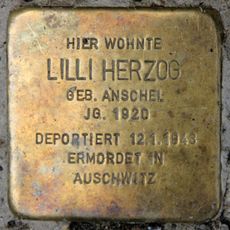 HIER WOHNTE
LILLI HERZOG
GEB. ANSCHEL
JG. 1920
DEPORTIERT 12.1.1943
ERMORDET IN
AUSCHWITZ